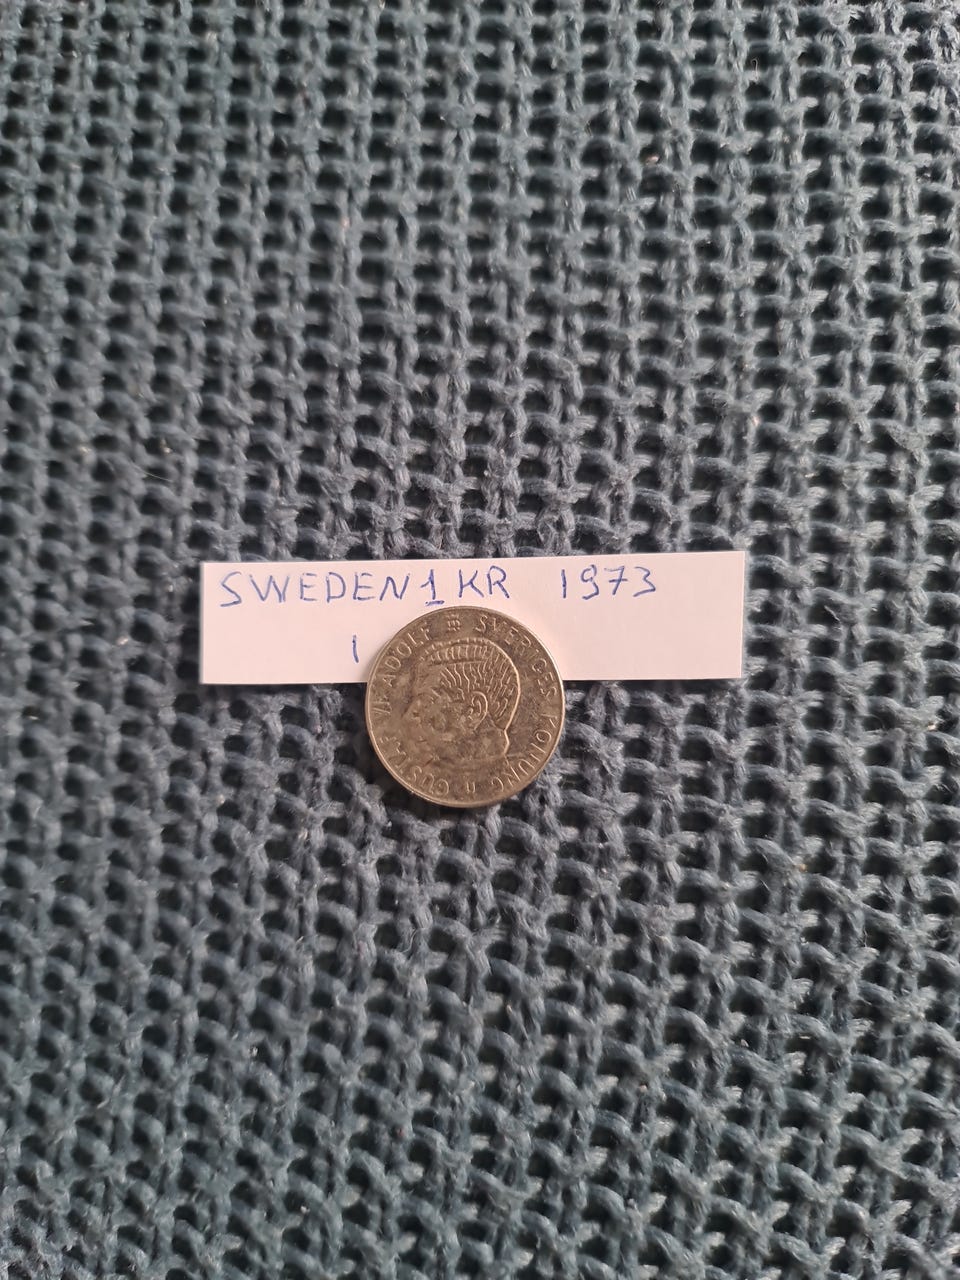 SWEDEN 1 KR 1973
1
GUSTAF VI ADOLF SVERIGES KONUNG
U